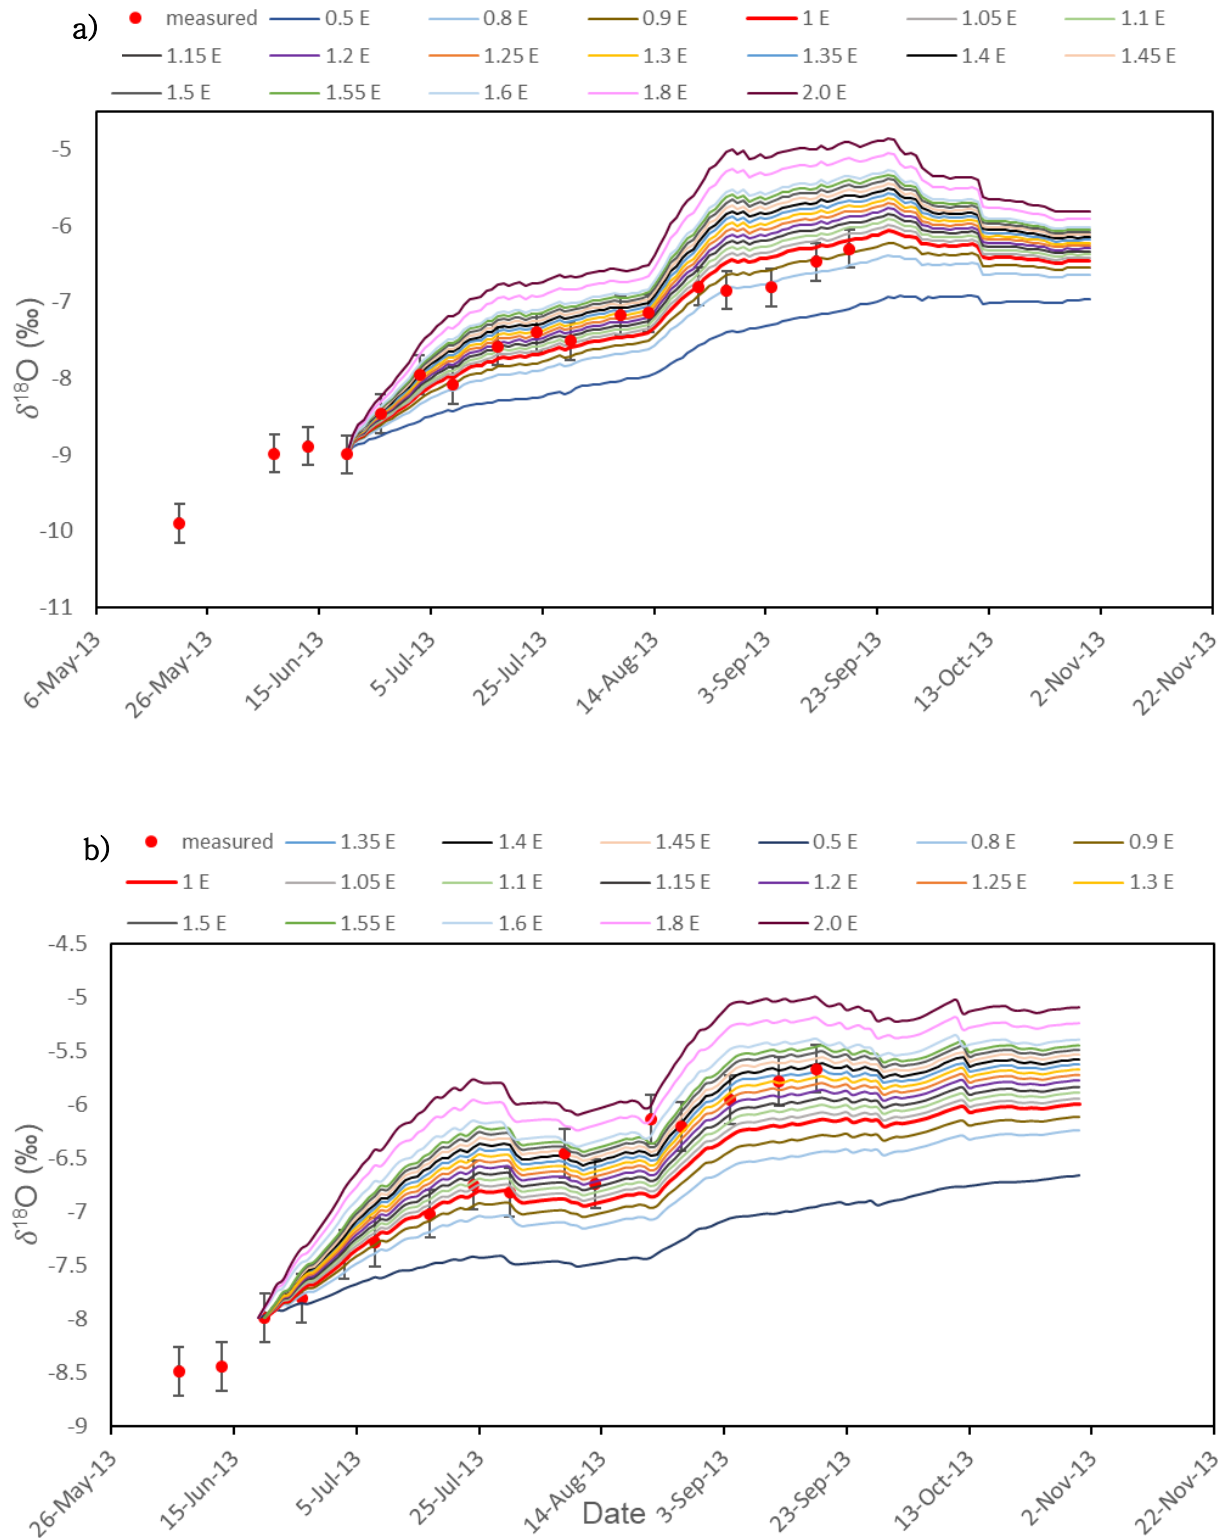 a)
measured 0.5 E 0.8 E 0.9 E 1 E 1.05 E 1.1 E
1.15 E 1.2 E 1.25 E 1.3 E 1.35 E 1.4 E 1.45 E
1.5 E 1.55 E 1.6 E 1.8 E 2.0 E
-5
-6
-7
-8
-9
-10
-11
δ18O (‰)
6-May-13 26-May-13 15-Jun-13 5-Jul-13 25-Jul-13 14-Aug-13 3-Sep-13 23-Sep-13 13-Oct-13 2-Nov-13 22-Nov-13
b)
measured 1.35 E 1.4 E 1.45 E 0.5 E 0.8 E 0.9 E
1 E 1.05 E 1.1 E 1.15 E 1.2 E 1.25 E 1.3 E
1.5 E 1.55 E 1.6 E 1.8 E 2.0 E
-4.5
-5
-5.5
-6
-6.5
-7
-7.5
-8
-8.5
-9
δ18O (‰)
26-May-13 15-Jun-13 5-Jul-13 25-Jul-13 14-Aug-13 3-Sep-13 23-Sep-13 13-Oct-13 2-Nov-13 22-Nov-13
Date